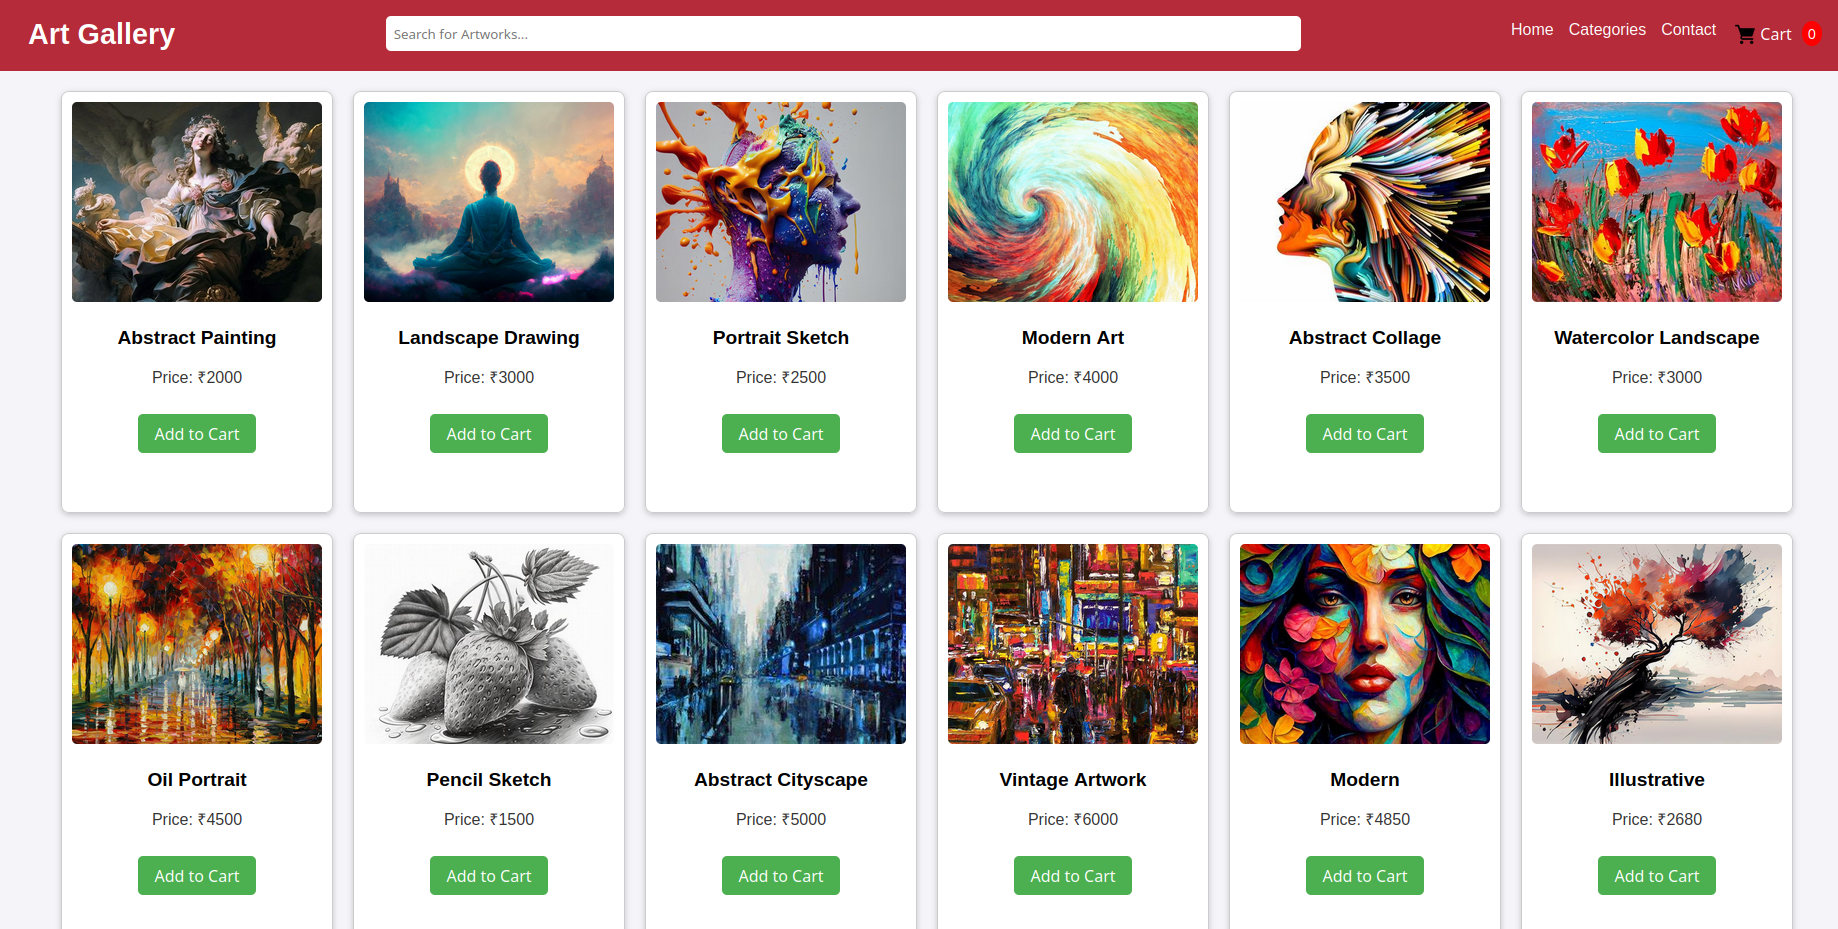 Art Gallery
Search for Artworks...
Home Categories Contact Cart 0
Abstract Painting
Price: ₹2000
Add to Cart
Landscape Drawing
Price: ₹3000
Add to Cart
Portrait Sketch
Price: ₹2500
Add to Cart
Modern Art
Price: ₹4000
Add to Cart
Abstract Collage
Price: ₹3500
Add to Cart
Watercolor Landscape
Price: ₹3000
Add to Cart
Oil Portrait
Price: ₹4500
Add to Cart
Pencil Sketch
Price: ₹1500
Add to Cart
Abstract Cityscape
Price: ₹5000
Add to Cart
Vintage Artwork
Price: ₹6000
Add to Cart
Modern
Price: ₹4850
Add to Cart
Illustrative
Price: ₹2680
Add to Cart